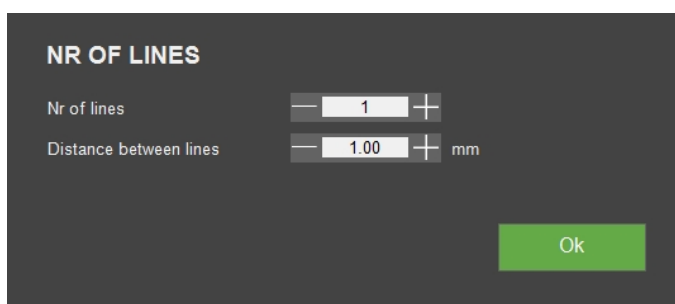 NR OF LINES
Nr of lines — 1 +
Distance between lines — 1.00 + mm
Ok